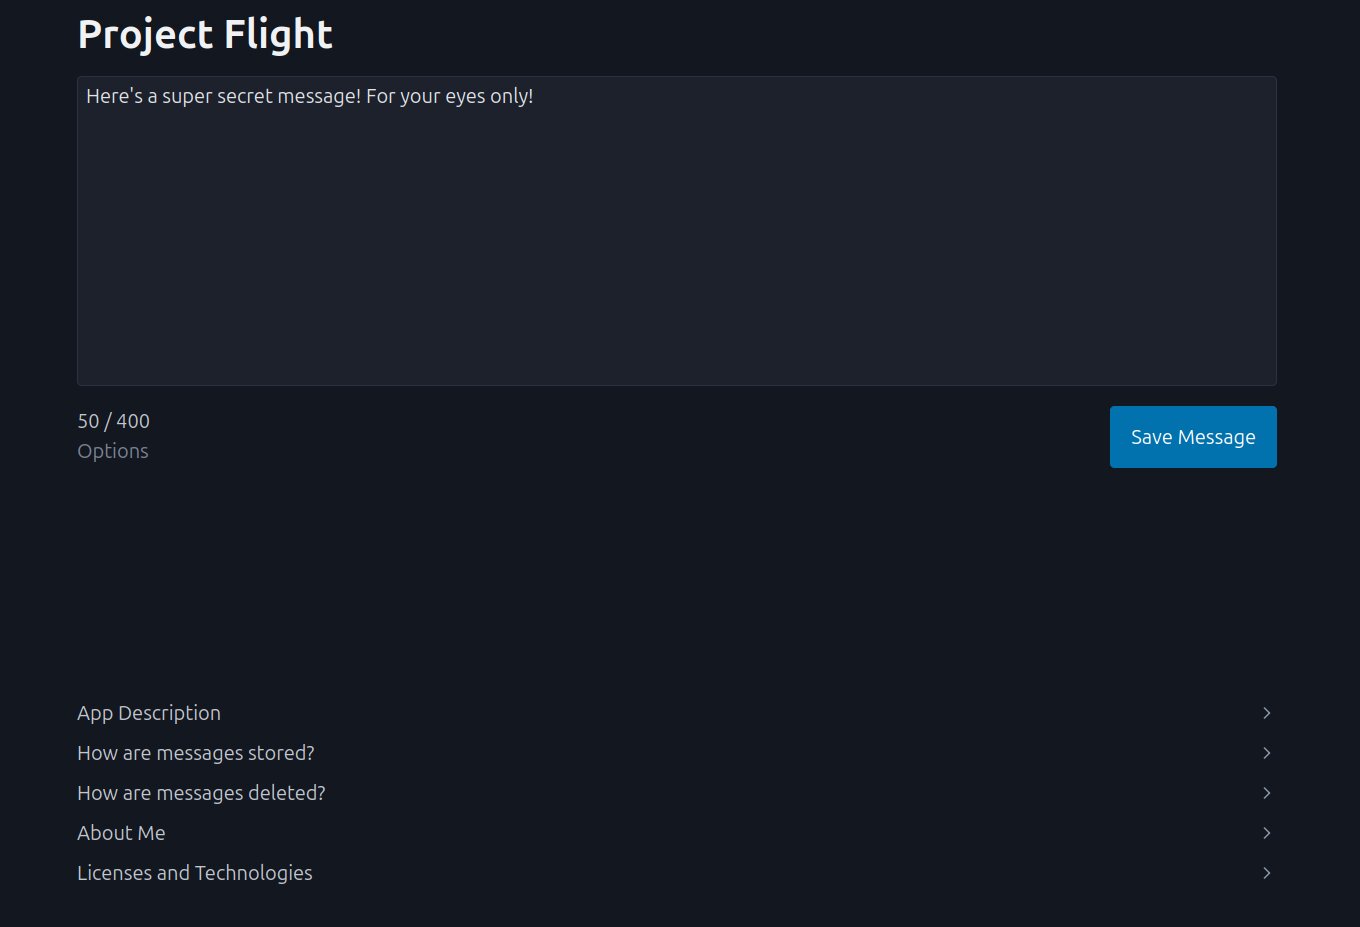 Project Flight
Here's a super secret message! For your eyes only!
50 / 400
Options
Save Message
App Description
How are messages stored?
How are messages deleted?
About Me
Licenses and Technologies